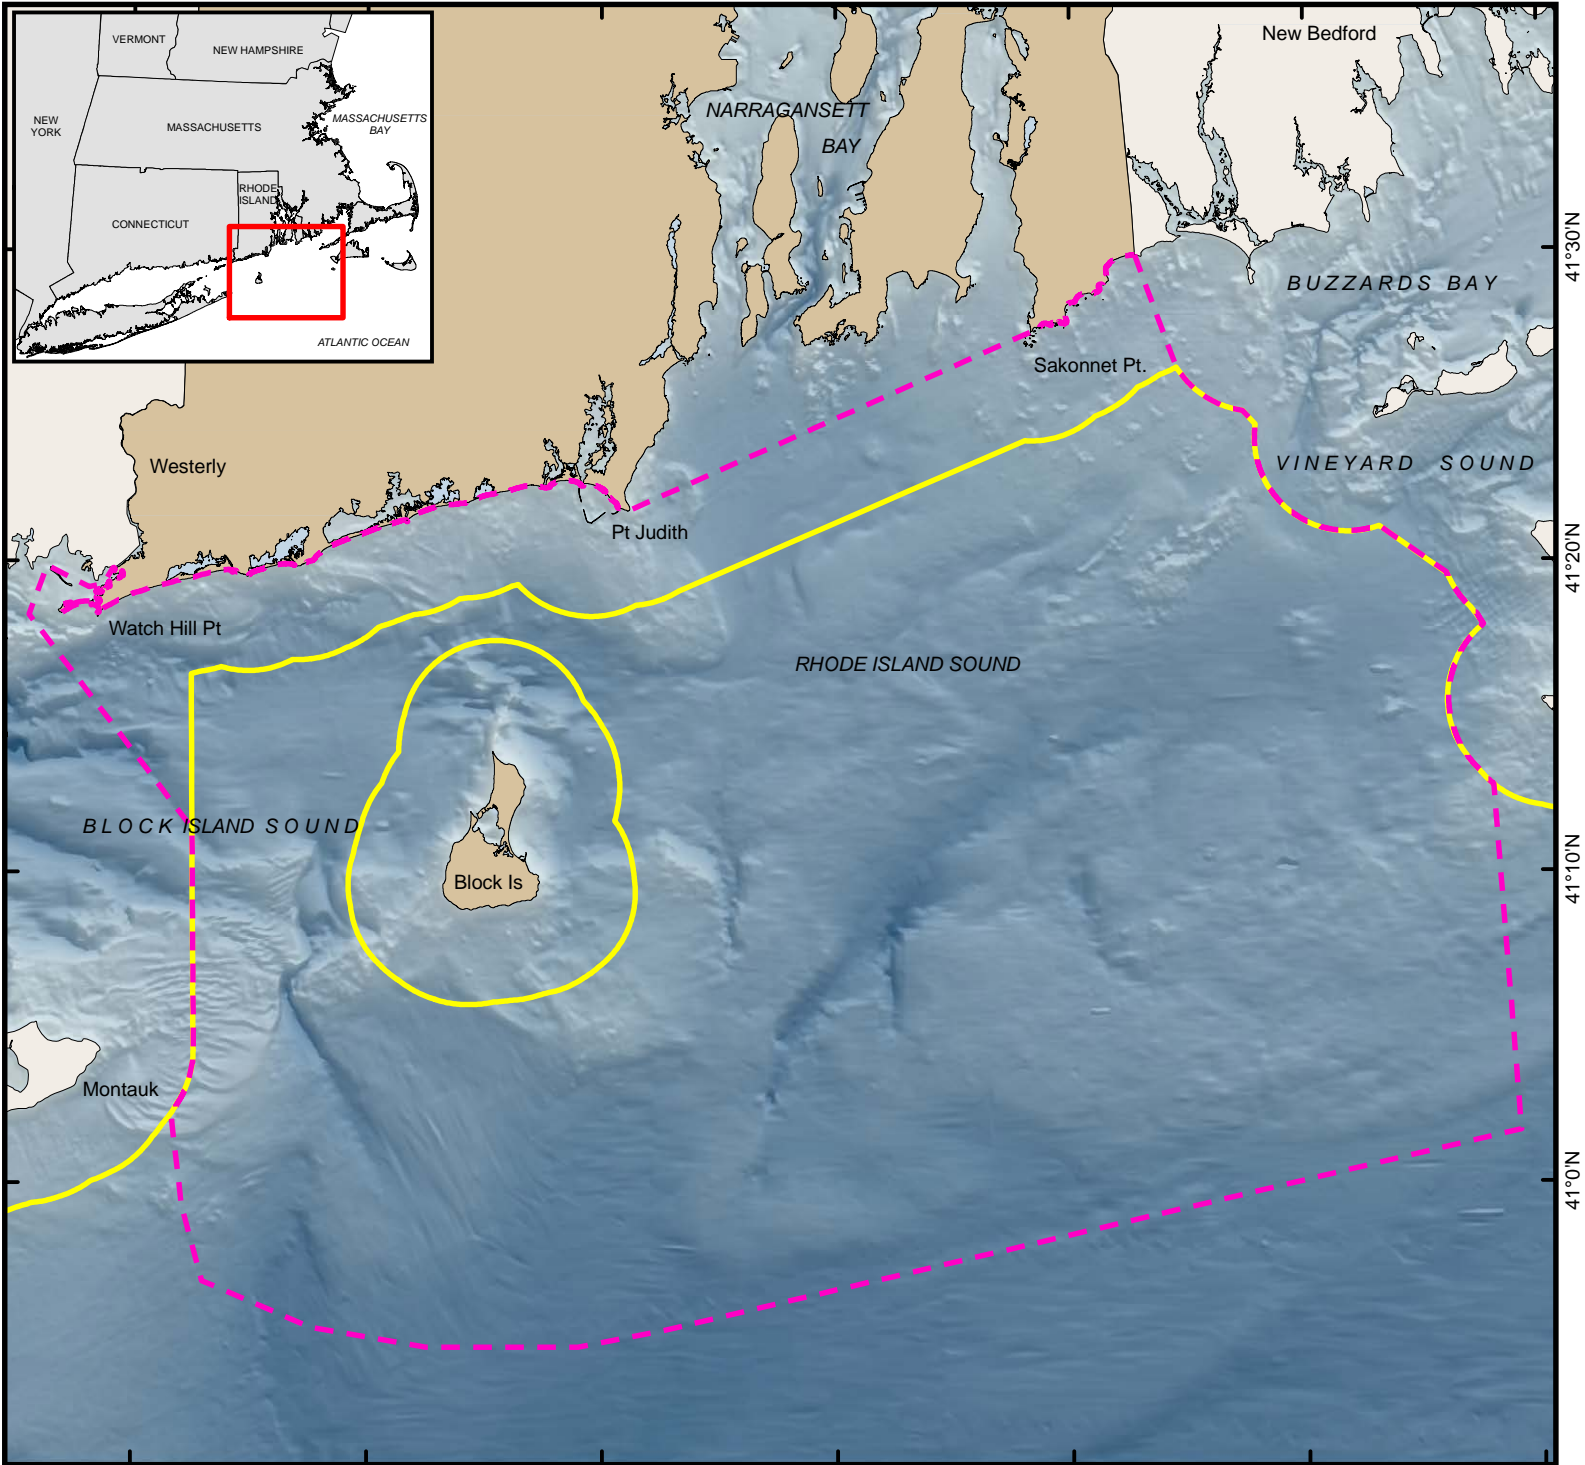 VERMONT
NEW HAMPSHIRE
NEW
YORK
MASSACHUSETTS
MASSACHUSETTS
BAY
RHODE
ISLAND
CONNECTICUT
ATLANTIC OCEAN
New Bedford
NARRAGANSETT
BAY
41°30'N
BUZZARDS BAY
Sakonnet Pt.
Westerly
VINEYARD SOUND
Pt Judith
41°20'N
Watch Hill Pt
RHODE ISLAND SOUND
BLOCK ISLAND SOUND
Block Is
41°10'N
Montauk
41°0'N